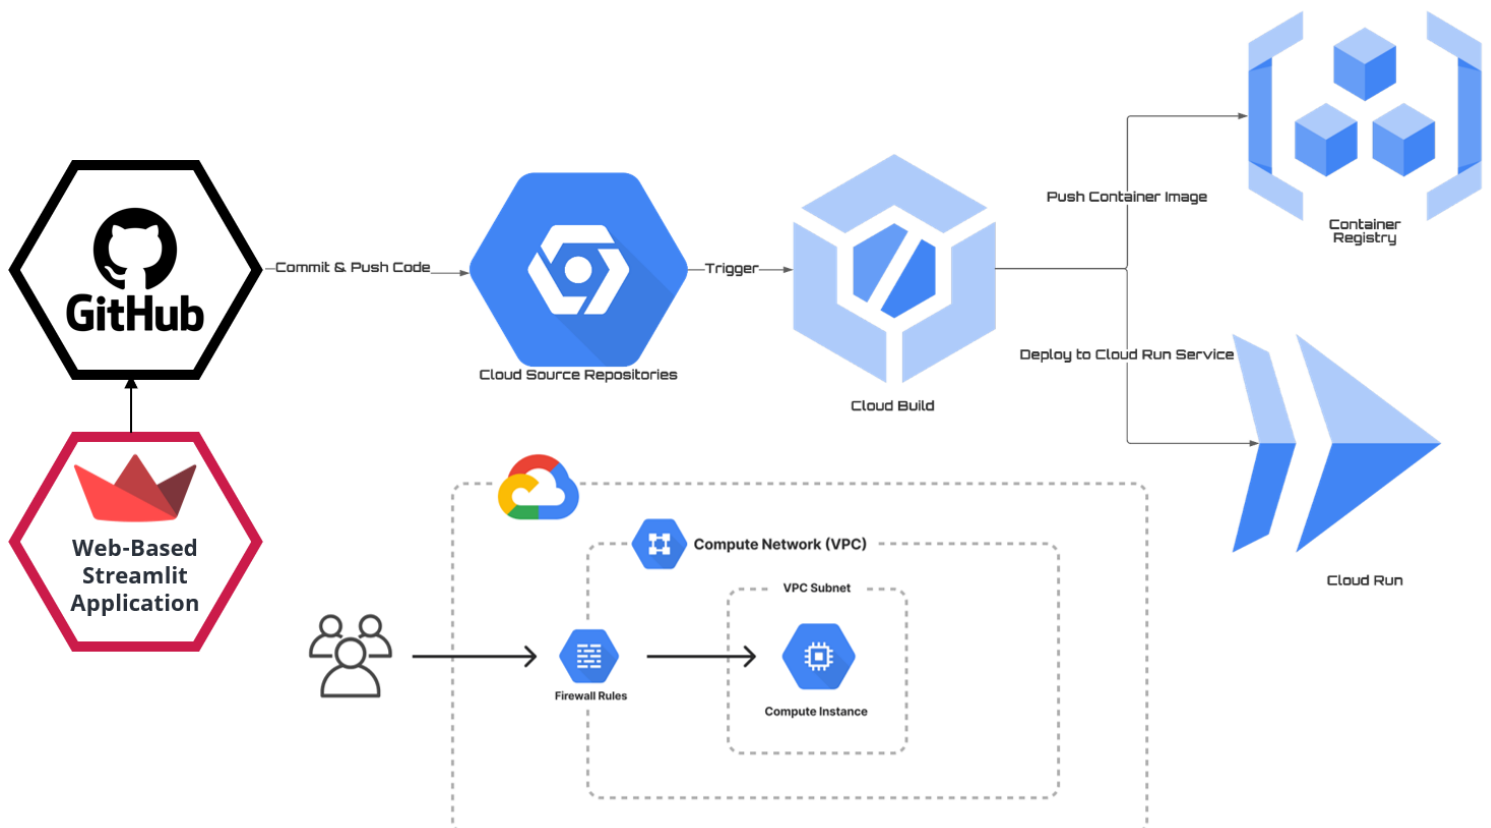 GitHub
Commit & Push Code
Cloud Source Repositories
Trigger
Cloud Build
Push Container Image
Container
Registry
Deploy to Cloud Run Service
Cloud Run
Web-Based
Streamlit
Application
Compute Network (VPC)
VPC Subnet
Firewall Rules
Compute Instance